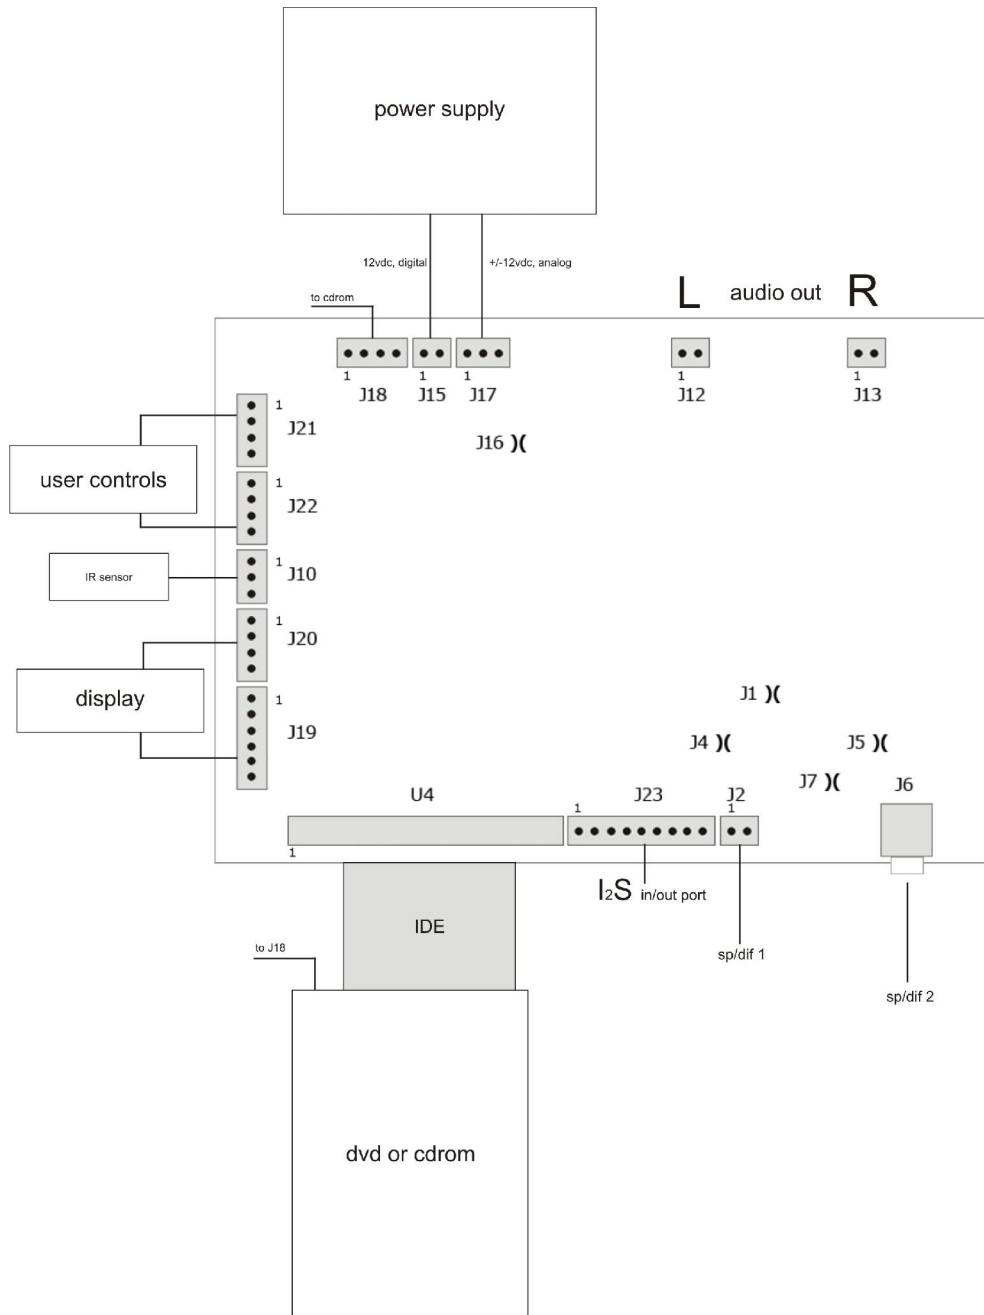 power supply
12vdc, digital
+/-12vdc, analog
to cdrom
L audio out R
1 1 1 1 1
J18 J15 J17 J12 J13
1
J21
J16 )(
user controls
1
J22
1
IR sensor
J10
1
J20
display
1
J19
J1 )(
J4 )(
J5 )(
J7 )(
J6
U4
J23
J2
1
1
1
I2S in/out port
IDE
to J18
sp/dif 1
sp/dif 2
dvd or cdrom